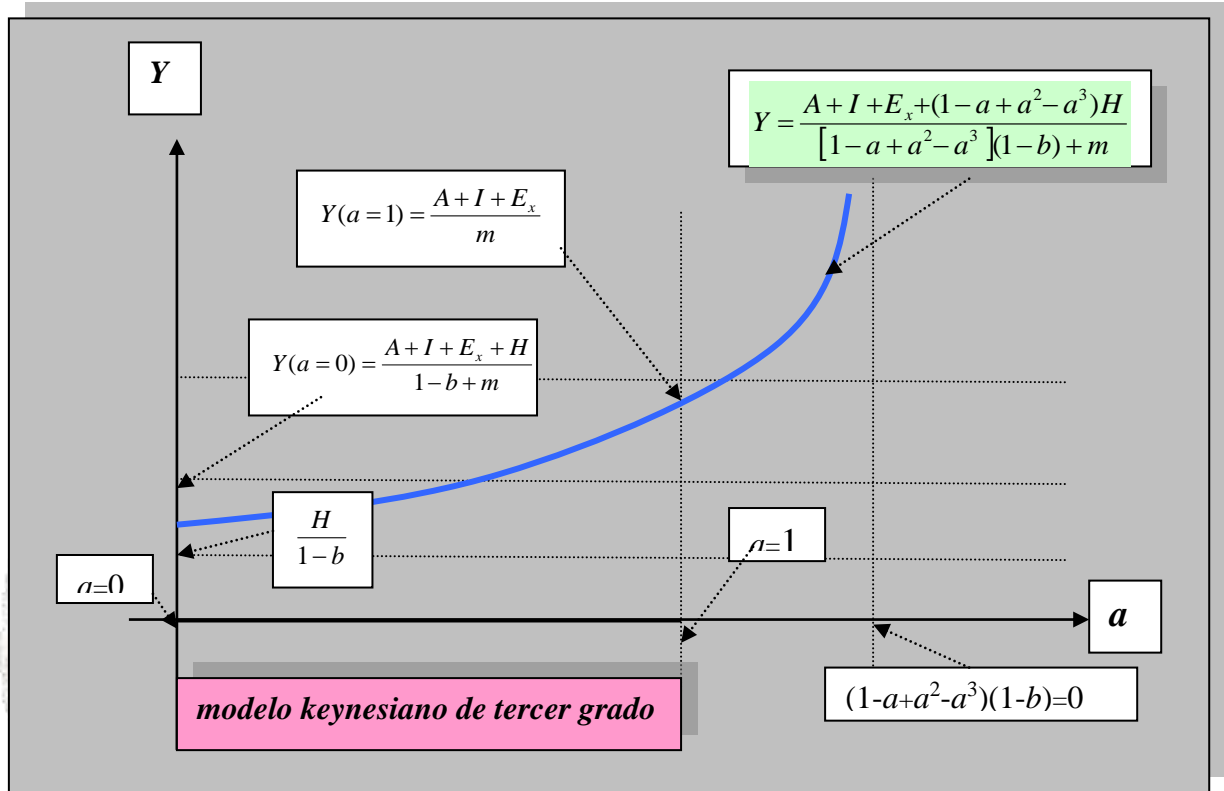 Y
Y = \frac{A + I + E_x + (1 - a + a^2 - a^3)H}{[1 - a + a^2 - a^3](1 - b) + m}
Y(a = 1) = \frac{A + I + E_x}{m}
Y(a = 0) = \frac{A + I + E_x + H}{1 - b + m}
\frac{H}{1 - b}
a=1
a=0
a
modelo keynesiano de tercer grado
(1-a+a^2-a^3)(1-b)=0